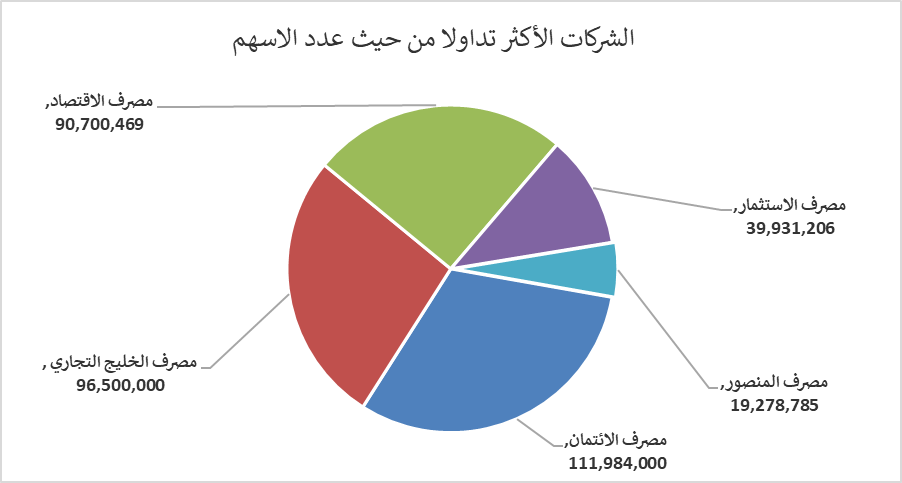 الشركات الأكثر تداولا من حيث عدد الاسهم
مصرف الاقتصاد,
90,700,469
مصرف الاستثمار,
39,931,206
مصرف الخليج التجاري ,
96,500,000
مصرف المنصور,
19,278,785
مصرف الائتمان,
111,984,000